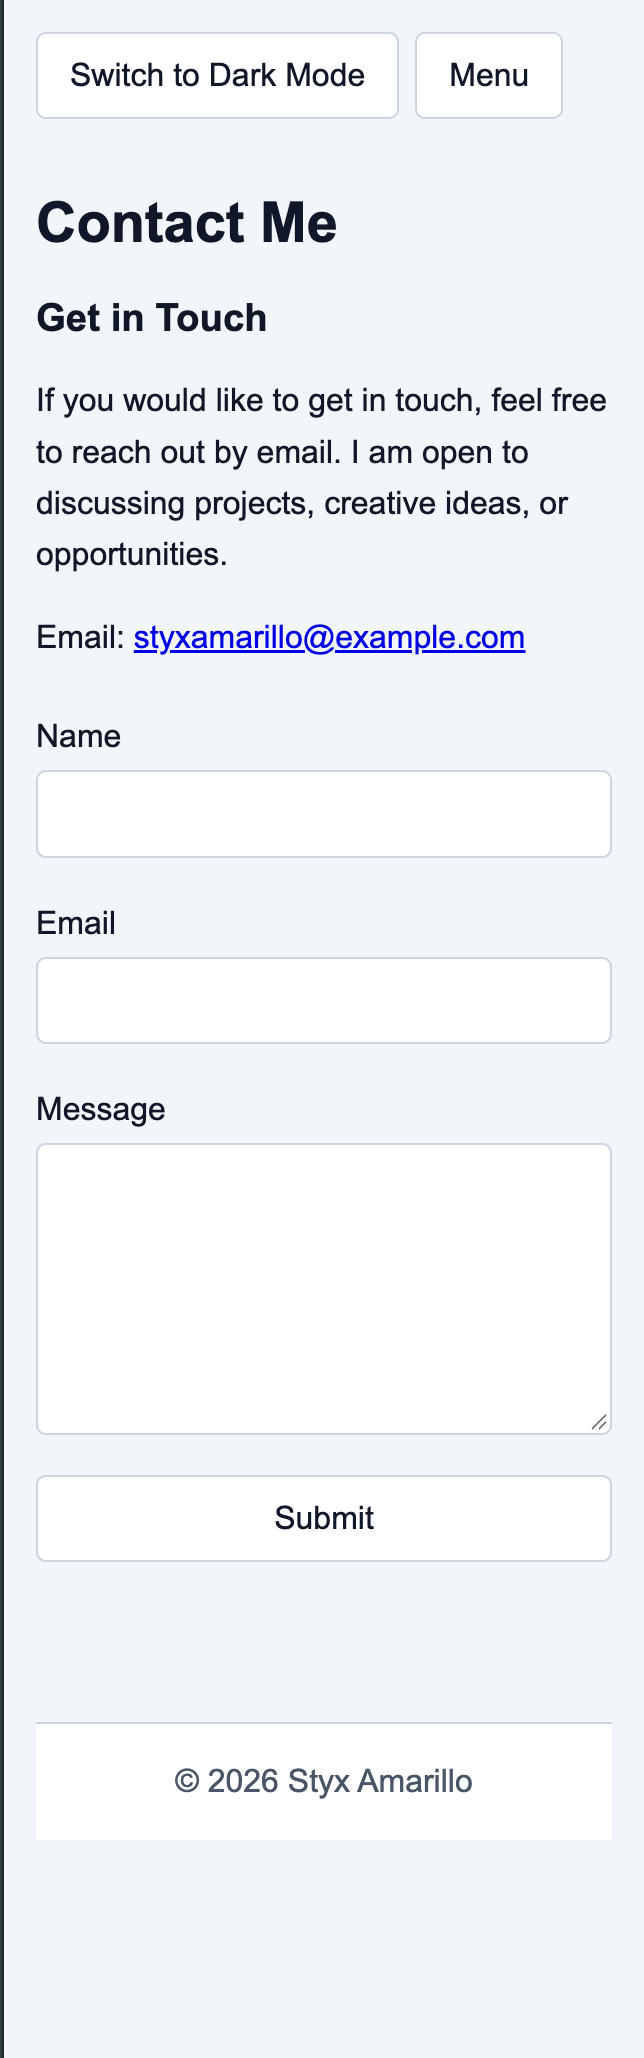 Switch to Dark Mode
Menu
Contact Me
Get in Touch
If you would like to get in touch, feel free
to reach out by email. I am open to
discussing projects, creative ideas, or
opportunities.
Email: styxamarillo@example.com
Name
Email
Message
Submit
© 2026 Styx Amarillo